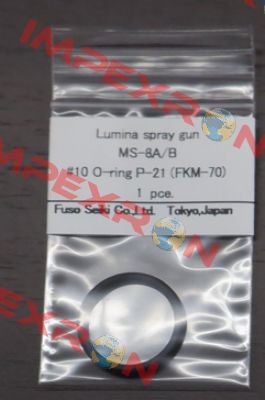 Lumina spray gun
MS-8A/B
#10 O-ring P-21 (FKM-70)
1 pce.
Fuso Seiki Co.,Ltd. Tokyo,Japan
IMPEXRON
IMPEXRON